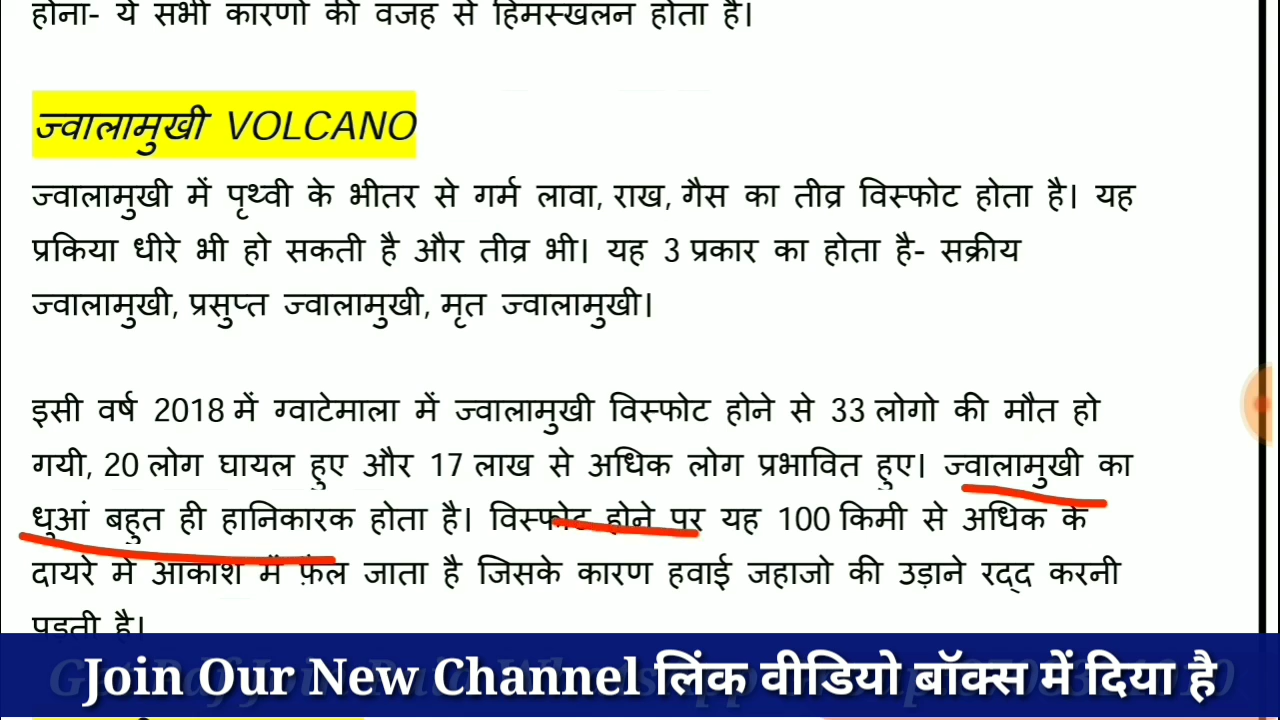 होना- ये सभी कारणों की वजह से हिमस्खलन होता है।
ज्वालामुखी VOLCANO
ज्वालामुखी में पृथ्वी के भीतर से गर्म लावा, राख, गैस का तीव्र विस्फोट होता है। यह
प्रकिया धीरे भी हो सकती है और तीव्र भी। यह 3 प्रकार का होता है- सक्रीय
ज्वालामुखी, प्रसुप्त ज्वालामुखी, मृत ज्वालामुखी।
इसी वर्ष 2018 में ग्वाटेमाला में ज्वालामुखी विस्फोट होने से 33 लोगो की मौत हो
गयी, 20 लोग घायल हुए और 17 लाख से अधिक लोग प्रभावित हुए। ज्वालामुखी का
धुआं बहुत ही हानिकारक होता है। विस्फोट होने पर यह 100 किमी से अधिक के
दायरे में आकाश में फ़ैल जाता है जिसके कारण हवाई जहाजो की उड़ाने रद्द करनी
पड़ती है।
Join Our New Channel लिंक वीडियो बॉक्स में दिया है